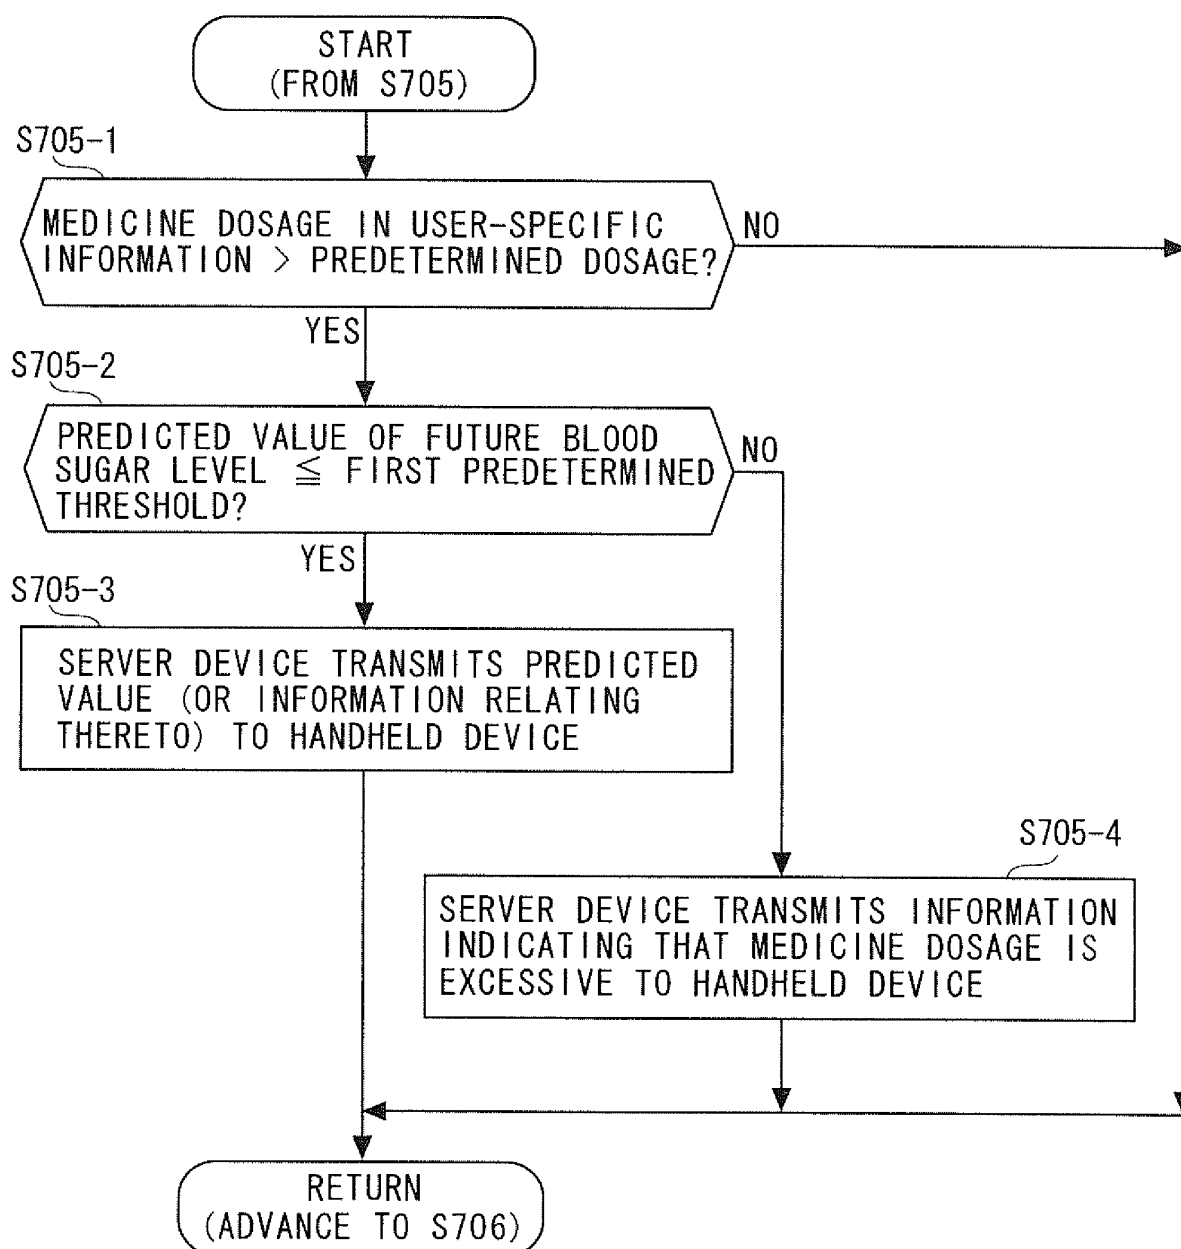 START
(FROM S705)
S705-1
MEDICINE DOSAGE IN USER-SPECIFIC
INFORMATION > PREDETERMINED DOSAGE?
NO
YES
S705-2
PREDICTED VALUE OF FUTURE BLOOD
SUGAR LEVEL ≦ FIRST PREDETERMINED
THRESHOLD?
NO
YES
S705-3
SERVER DEVICE TRANSMITS PREDICTED
VALUE (OR INFORMATION RELATING
THERETO) TO HANDHELD DEVICE
S705-4
SERVER DEVICE TRANSMITS INFORMATION
INDICATING THAT MEDICINE DOSAGE IS
EXCESSIVE TO HANDHELD DEVICE
RETURN
(ADVANCE TO S706)